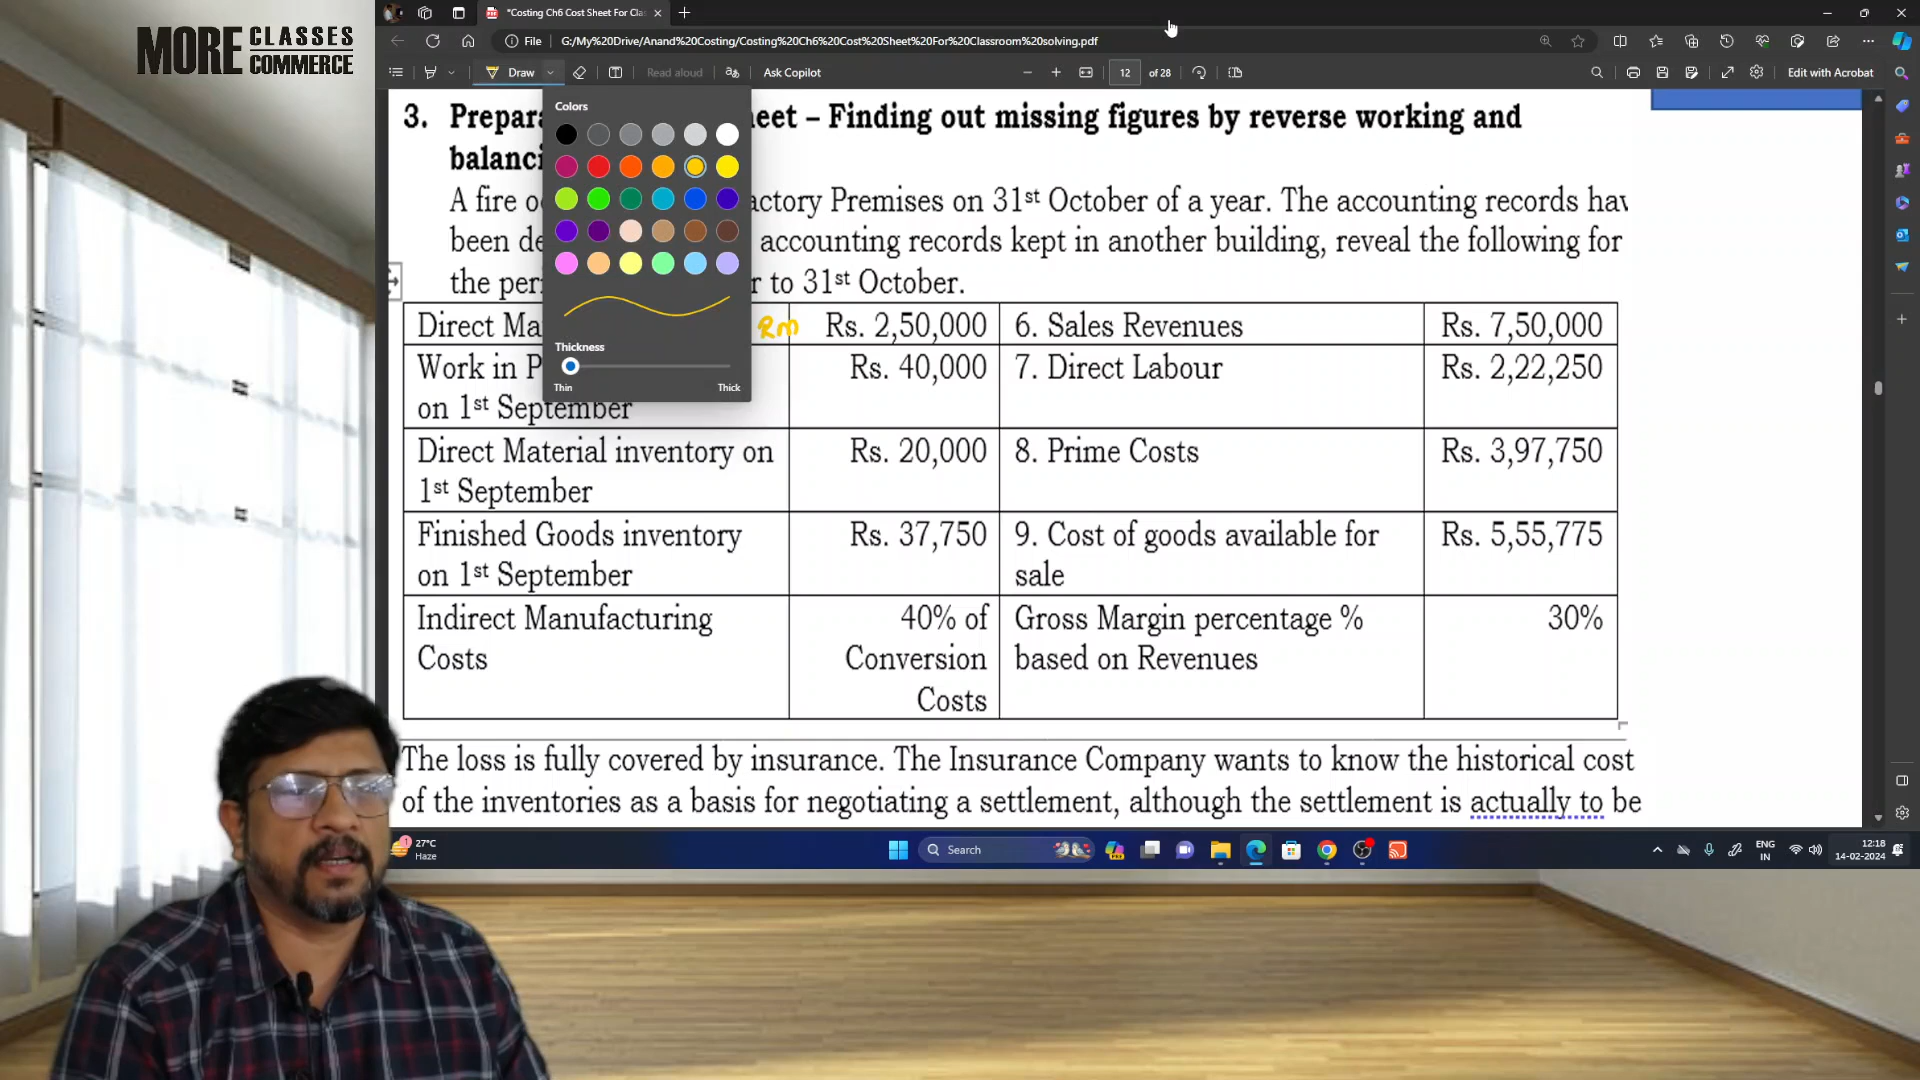 MORE CLASSES COMMERCE
*Costing Ch6 Cost Sheet For Cla
File G:/My%20Drive/Anand%20Costing/Costing%20Ch6%20Cost%20Sheet%20For%20Classroom%20solving.pdf
Draw Read aloud Ask Copilot 12 of 28 Edit with Acrobat
Colors
Thickness
Thin Thick
3. Prepara eet – Finding out missing figures by reverse working and
balanci
A fire o actory Premises on 31st October of a year. The accounting records hav
been de accounting records kept in another building, reveal the following for
the peri r to 31st October.
Direct Ma RM Rs. 2,50,000 6. Sales Revenues Rs. 7,50,000
Work in P Rs. 40,000 7. Direct Labour Rs. 2,22,250
on 1st September
Direct Material inventory on Rs. 20,000 8. Prime Costs Rs. 3,97,750
1st September
Finished Goods inventory Rs. 37,750 9. Cost of goods available for Rs. 5,55,775
on 1st September sale
Indirect Manufacturing 40% of Gross Margin percentage % 30%
Costs Conversion based on Revenues
Costs
The loss is fully covered by insurance. The Insurance Company wants to know the historical cost
of the inventories as a basis for negotiating a settlement, although the settlement is actually to be
27°C
Haze
Search
ENG
IN
12:18
14-02-2024